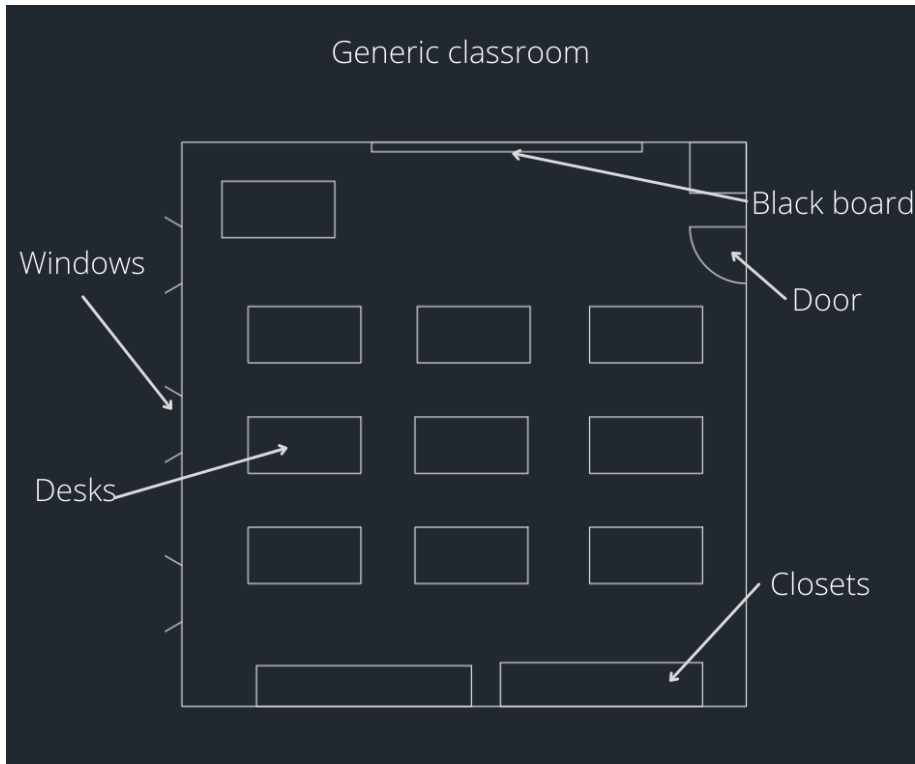 Generic classroom
Black board
Windows
Door
Desks
Closets